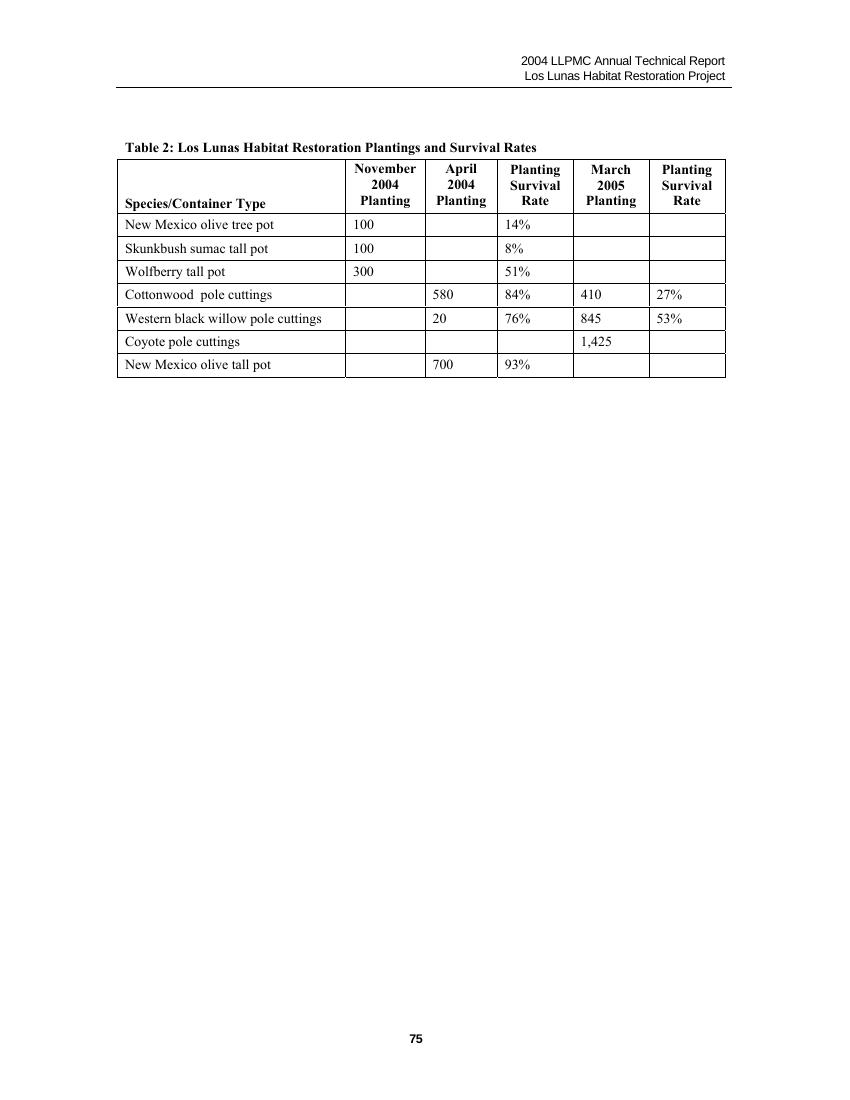 2004 LLPMC Annual Technical Report
Los Lunas Habitat Restoration Project
Table 2: Los Lunas Habitat Restoration Plantings and Survival Rates
Species/Container Type November 2004 Planting April 2004 Planting Planting Survival Rate March 2005 Planting Planting Survival Rate
New Mexico olive tree pot 100 14%
Skunkbush sumac tall pot 100 8%
Wolfberry tall pot 300 51%
Cottonwood pole cuttings 580 84% 410 27%
Western black willow pole cuttings 20 76% 845 53%
Coyote pole cuttings 1,425
New Mexico olive tall pot 700 93%
75